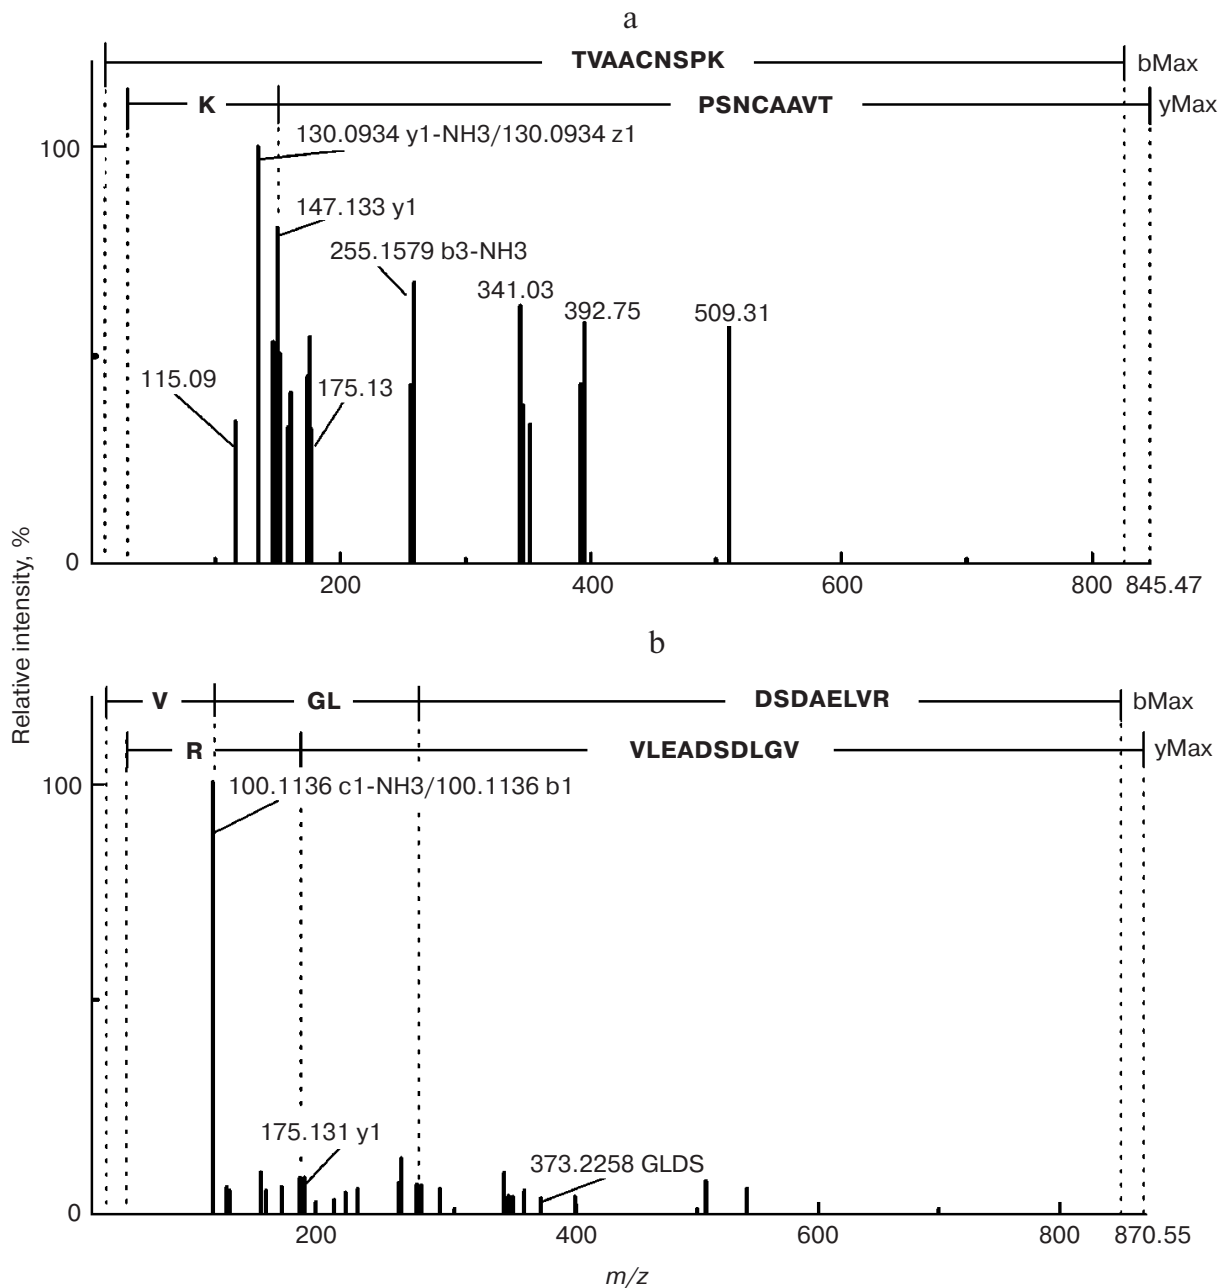 a
TVAACNSPK bMax
K PSNCAAVT yMax
100
130.0934 y1-NH3/130.0934 z1
147.133 y1
255.1579 b3-NH3
341.03
392.75
509.31
115.09
175.13
0
200 400 600 800 845.47
Relative intensity, %
b
V GL DSDAELVR bMax
R VLEADSDLGV yMax
100
100.1136 c1-NH3/100.1136 b1
175.131 y1
373.2258 GLDS
0
200 400 600 800 870.55
m/z